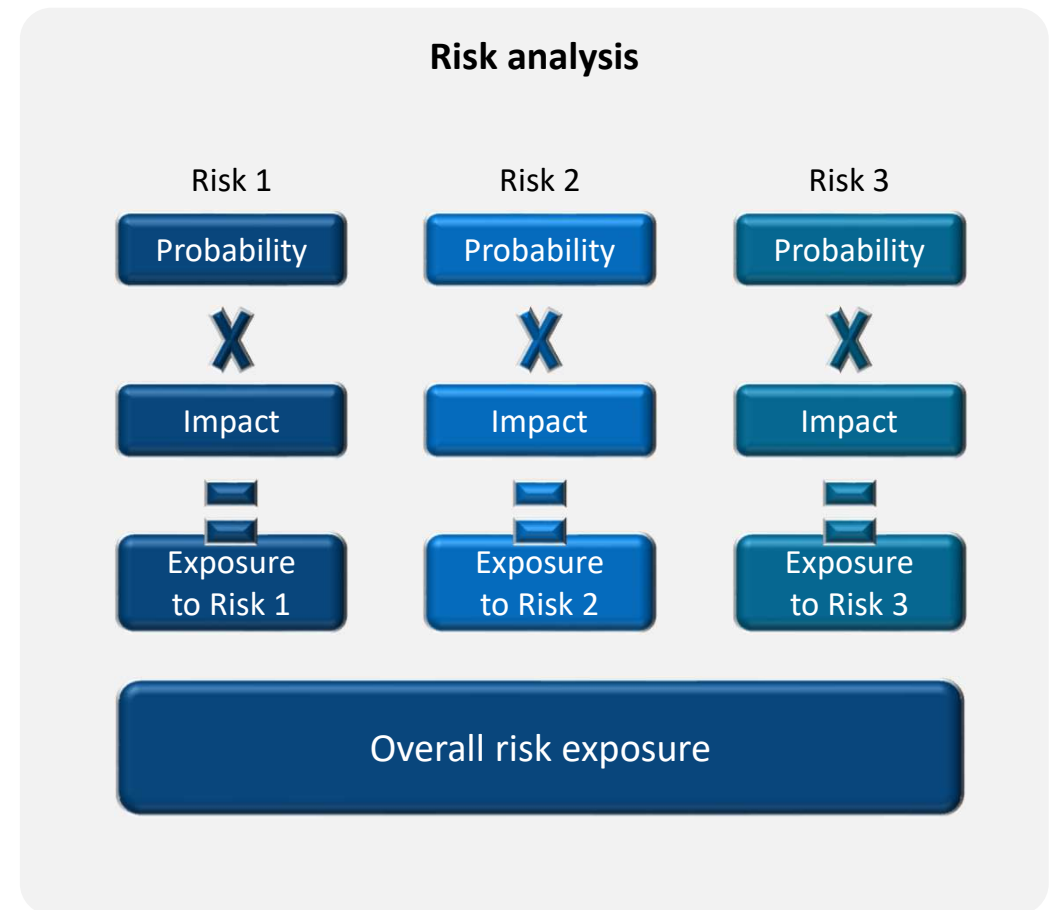 Risk analysis
Risk 1
Risk 2
Risk 3
Probability
Probability
Probability
X
X
X
Impact
Impact
Impact
=
=
=
Exposure
to Risk 1
Exposure
to Risk 2
Exposure
to Risk 3
Overall risk exposure